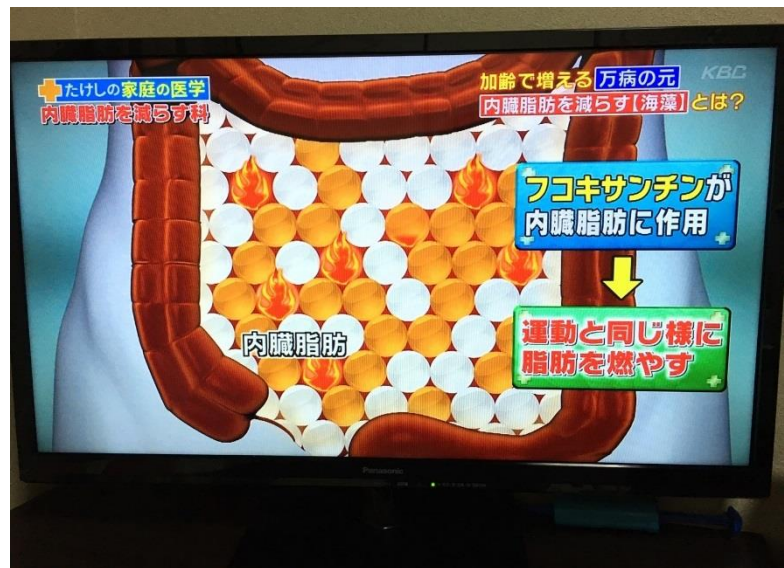 たけしの家庭の医学
内臓脂肪を減らす科
加齢で増える 万病の元
内臓脂肪を減らす【海藻】とは?
KBC
フコキサンチンが
内臓脂肪に作用
運動と同じ様に
脂肪を燃やす
内臓脂肪
Panasonic